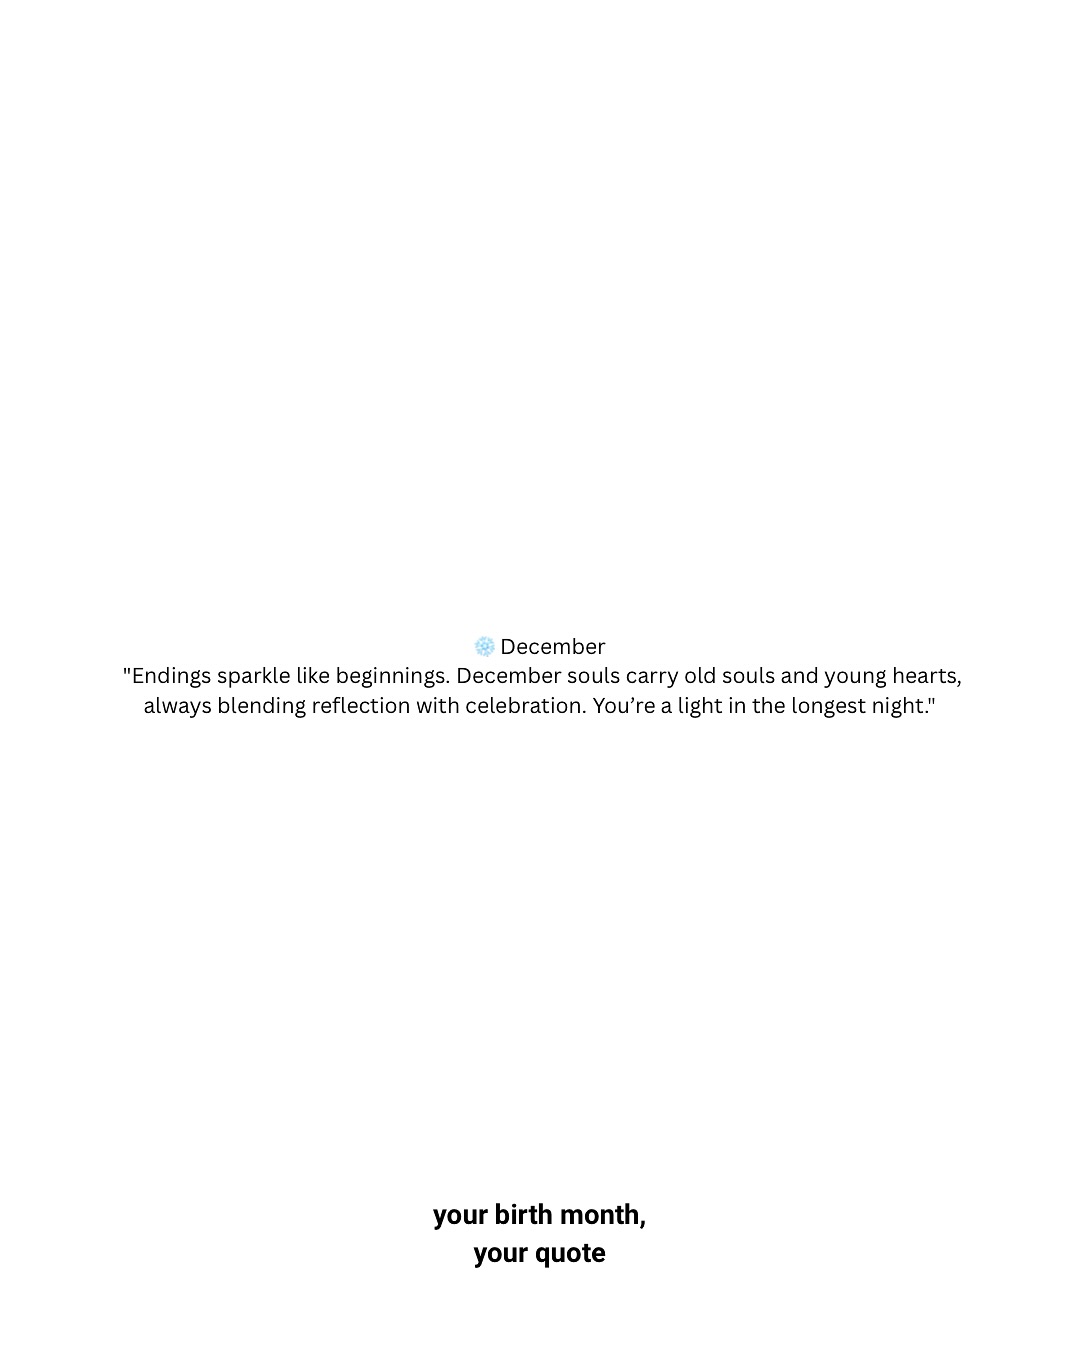 ❄️ December
"Endings sparkle like beginnings. December souls carry old souls and young hearts,
always blending reflection with celebration. You’re a light in the longest night."
your birth month,
your quote